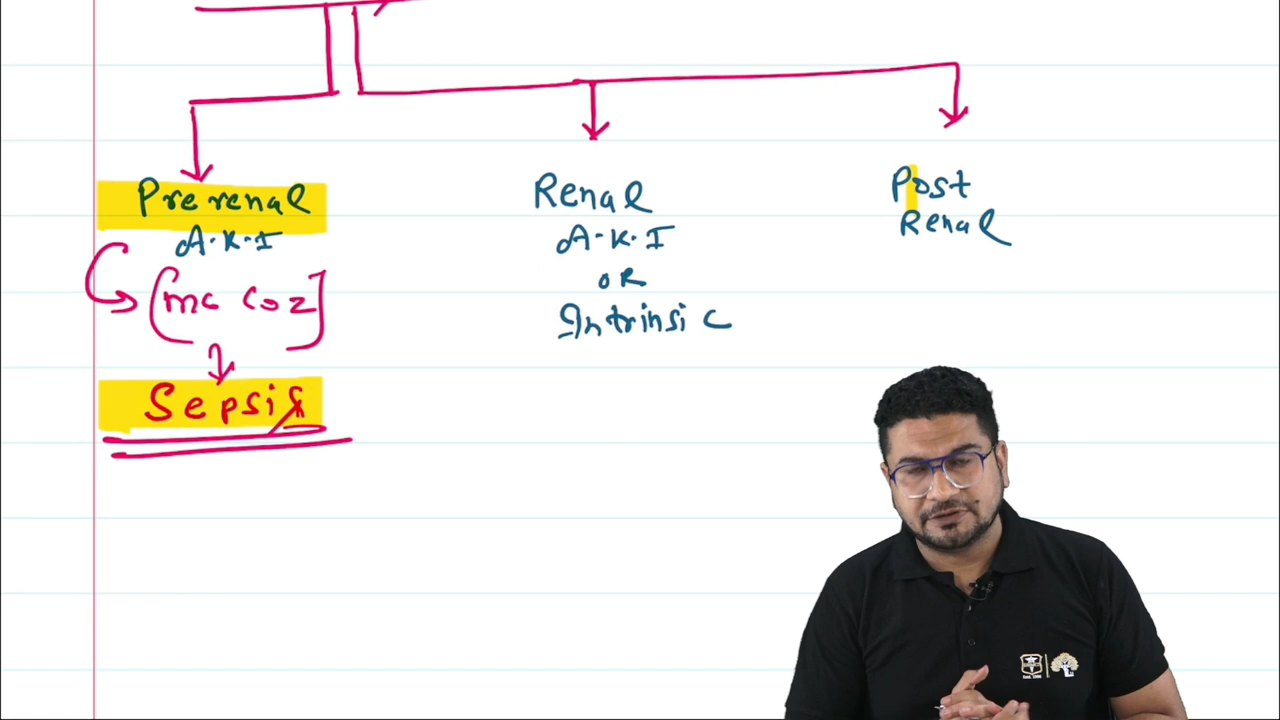 Prerenal
A.K.I
[mc coz]
Sepsis
Renal
A.K.I
OR
Intrinsic
Post
Renal